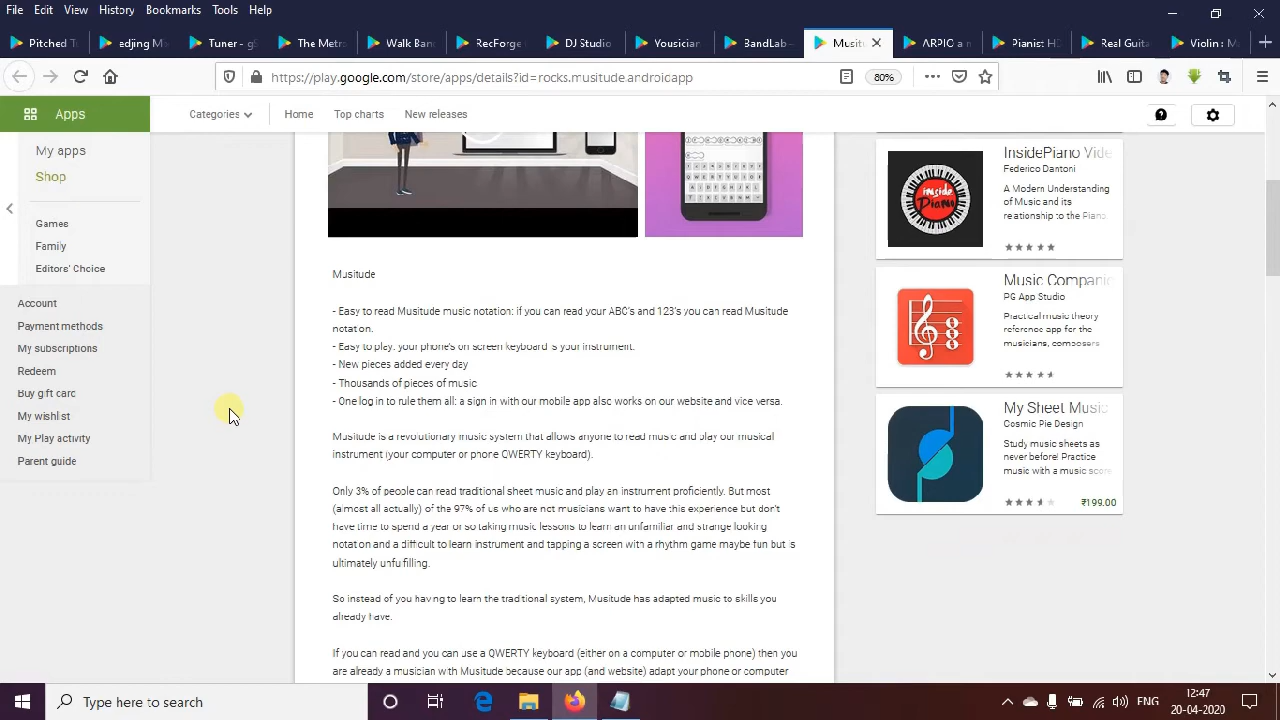 File Edit View History Bookmarks Tools Help
Pitched T
Edjing M
Tuner - gS
The Metro
Walk Ban
RecForge
DJ Studio
Yousician
BandLab –
Musitu
ARPIO a n
Pianist HD
Real Guita
Violin : M
https://play.google.com/store/apps/details?id=rocks.musitude.androidapp
80%
Apps
Categories
Home
Top charts
New releases
My apps
Shop
Games
Family
Editors' Choice
Account
Payment methods
My subscriptions
Redeem
Buy gift card
My wishlist
My Play activity
Parent guide
Musitude
- Easy to read Musitude music notation: if you can read your ABC's and 123's you can read Musitude
notation.
- Easy to play: your phone's on screen keyboard is your instrument.
- New pieces added every day
- Thousands of pieces of music
- One log in to rule them all: a sign in with our mobile app also works on our website and vice versa.
Musitude is a revolutionary music system that allows anyone to read music and play our musical
instrument (your computer or phone QWERTY keyboard).
Only 3% of people can read traditional sheet music and play an instrument proficiently. But most
(almost all actually) of the 97% of us who are not musicians want to have this experience but don't
have time to spend a year or so taking music lessons to learn an unfamiliar and strange looking
notation and a difficult to learn instrument and tapping a screen with a rhythm game maybe fun but is
ultimately unfulfilling.
So instead of you having to learn the traditional system, Musitude has adapted music to skills you
already have.
If you can read and you can use a QWERTY keyboard (either on a computer or mobile phone) then you
are already a musician with Musitude because our app (and website) adapt your phone or computer
InsidePiano Vide
Federico Dantoni
A Modern Understanding
of Music and its
relationship to the Piano.
inside
Piano
Music Compani
PG App Studio
Practical music theory
reference app for the
musicians, composers
My Sheet Music
Cosmic Pie Design
Study music sheets as
never before! Practice
music with a music score
₹199.00
Type here to search
ENG
12:47
20-04-2020